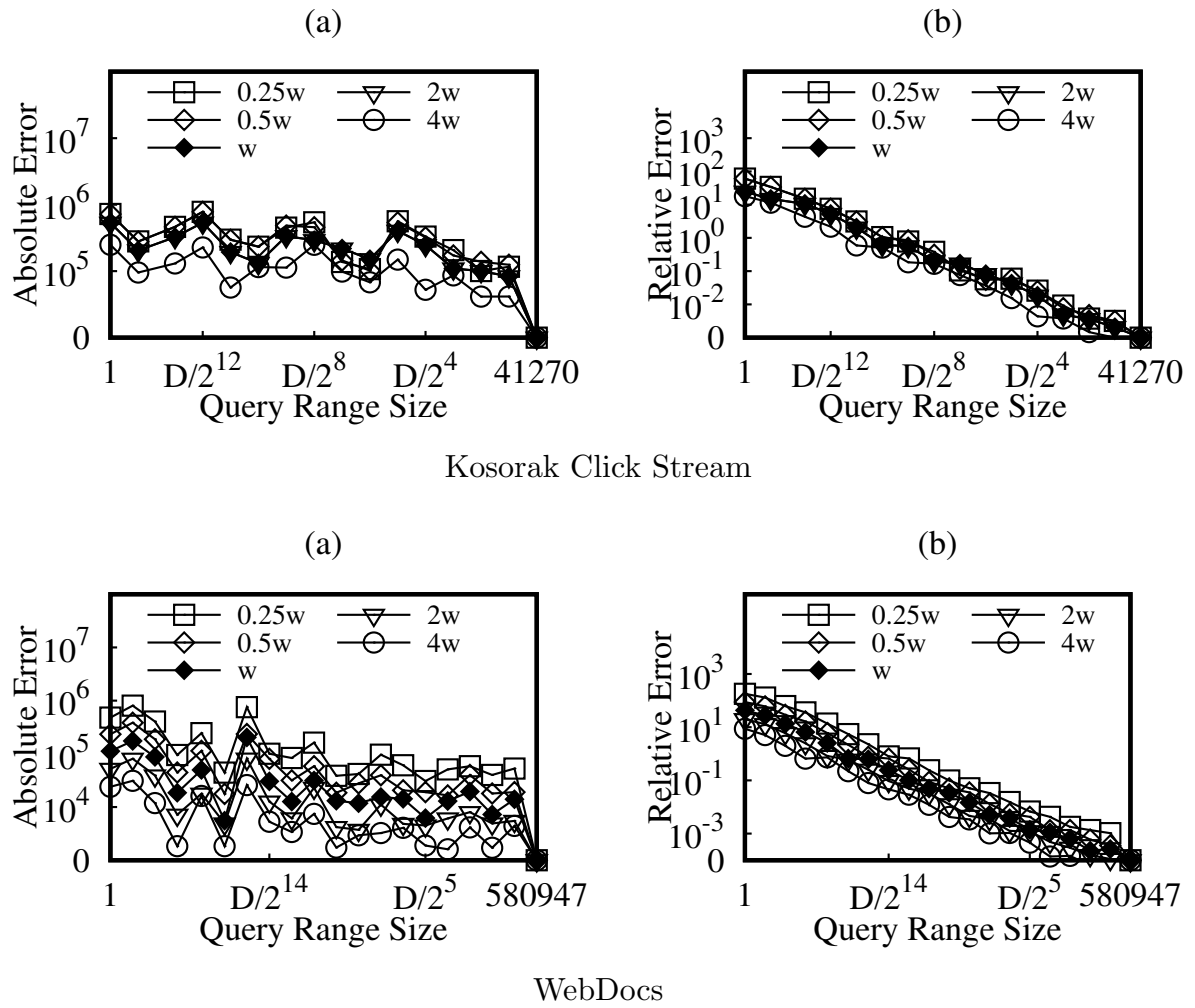 (a)
Absolute Error
0.25w
0.5w
w
2w
4w
10^7
10^6
10^5
0
1 D/2^12 D/2^8 D/2^4 41270
Query Range Size
(b)
Relative Error
0.25w
0.5w
w
2w
4w
10^3
10^2
10^1
10^0
10^-1
10^-2
0
1 D/2^12 D/2^8 D/2^4 41270
Query Range Size
Kosorak Click Stream
(a)
Absolute Error
0.25w
0.5w
w
2w
4w
10^7
10^6
10^5
10^4
0
1 D/2^14 D/2^5 580947
Query Range Size
(b)
Relative Error
0.25w
0.5w
w
2w
4w
10^3
10^1
10^-1
10^-3
0
1 D/2^14 D/2^5 580947
Query Range Size
WebDocs